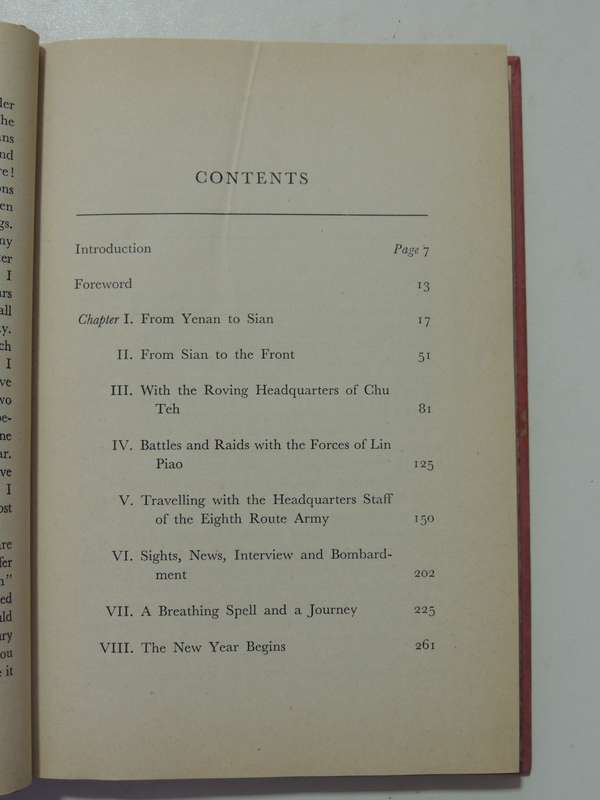 CONTENTS
Introduction Page 7
Foreword 13
Chapter I. From Yenan to Sian 17
II. From Sian to the Front 51
III. With the Roving Headquarters of Chu
Teh 81
IV. Battles and Raids with the Forces of Lin
Piao 125
V. Travelling with the Headquarters Staff
of the Eighth Route Army 150
VI. Sights, News, Interview and Bombard-
ment 202
VII. A Breathing Spell and a Journey 225
VIII. The New Year Begins 261